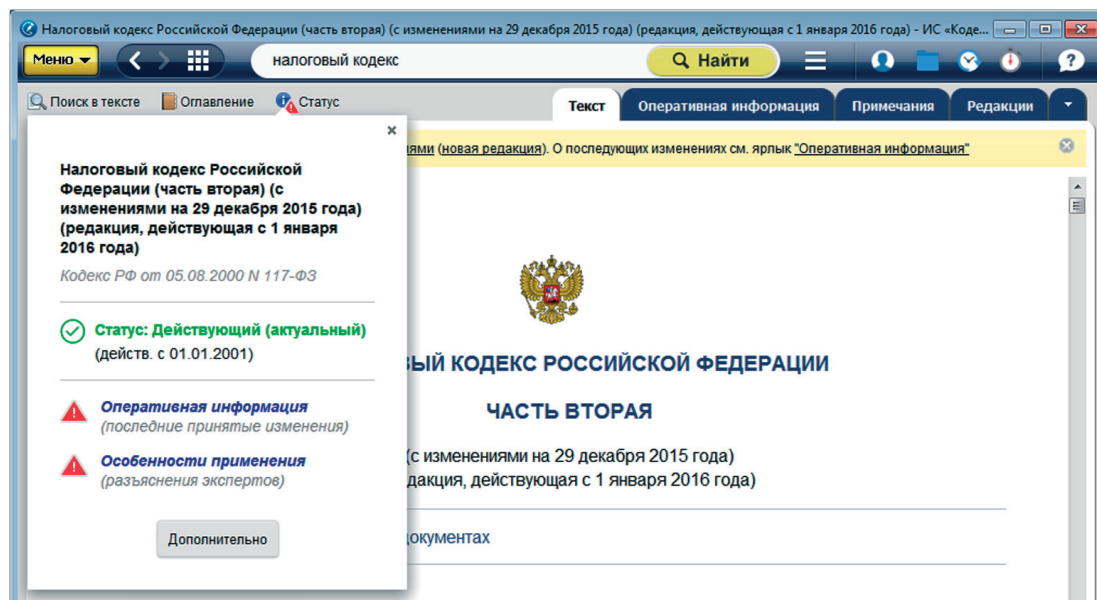 Налоговый кодекс Российской Федерации (часть вторая) (с изменениями на 29 декабря 2015 года) (редакция, действующая с 1 января 2016 года) - ИС «Коде...
Меню
налоговый кодекс
Найти
?
Поиск в тексте Оглавление Статус
Текст Оперативная информация Примечания Редакции
ями (новая редакция). О последующих изменениях см. ярлык "Оперативная информация"
Налоговый кодекс Российской
Федерации (часть вторая) (с
изменениями на 29 декабря 2015 года)
(редакция, действующая с 1 января
2016 года)
Кодекс РФ от 05.08.2000 N 117-ФЗ
Статус: Действующий (актуальный)
(действ. с 01.01.2001)
Оперативная информация
(последние принятые изменения)
Особенности применения
(разъяснения экспертов)
Дополнительно
ВЫЙ КОДЕКС РОССИЙСКОЙ ФЕДЕРАЦИИ
ЧАСТЬ ВТОРАЯ
(с изменениями на 29 декабря 2015 года)
дакция, действующая с 1 января 2016 года)
документах